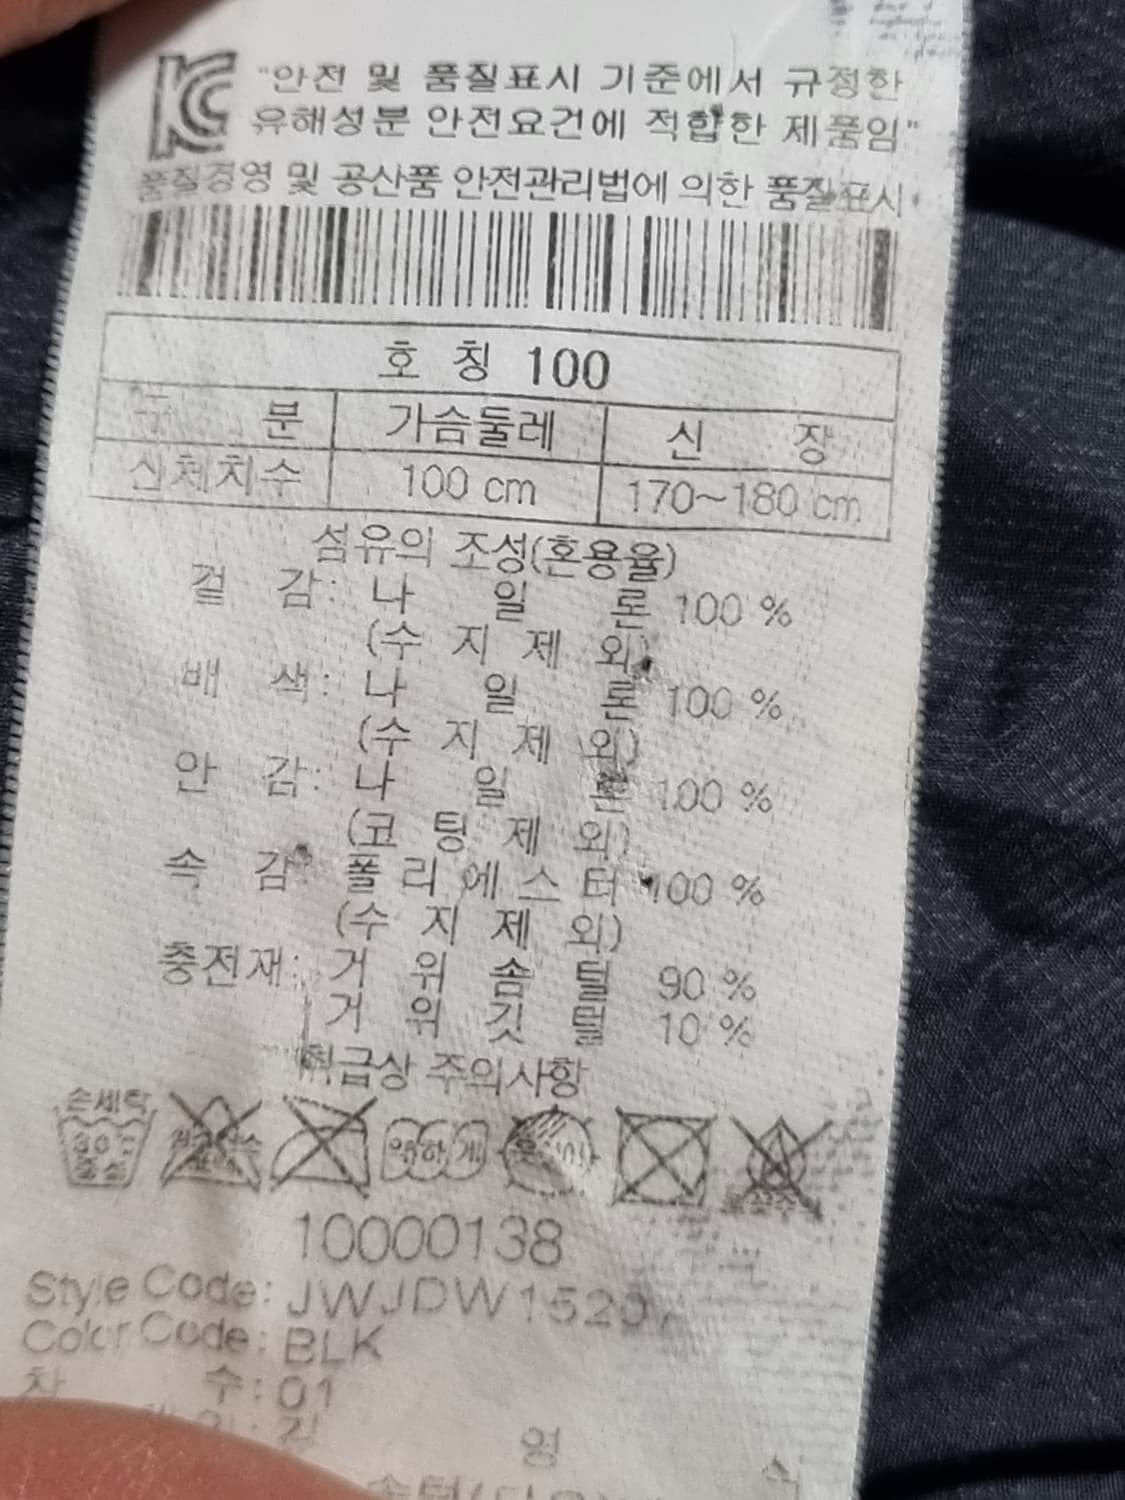 KC "안전 및 품질표시 기준에서 규정한
유해성분 안전요건에 적합한 제품임"
품질경영 및 공산품 안전관리법에 의한 품질표시
호 칭 100
구 분 가슴둘레 신 장
신체치수 100 cm 170~180 cm
섬유의 조성(혼용율)
겉 감: 나 일 론 100 %
(수 지 제 외)
배 색: 나 일 론 100 %
(수 지 제 외)
안 감: 나 일 론 100 %
(코 팅 제 외)
속 감: 폴 리 에 스 터 100 %
(수 지 제 외)
충전재: 거 위 솜 털 90 %
거 위 깃 털 10 %
취급상 주의사항
손세탁
약하게
10000138
Style Code: JWJDW1520
Color Code: BLK
차 수: 01
영